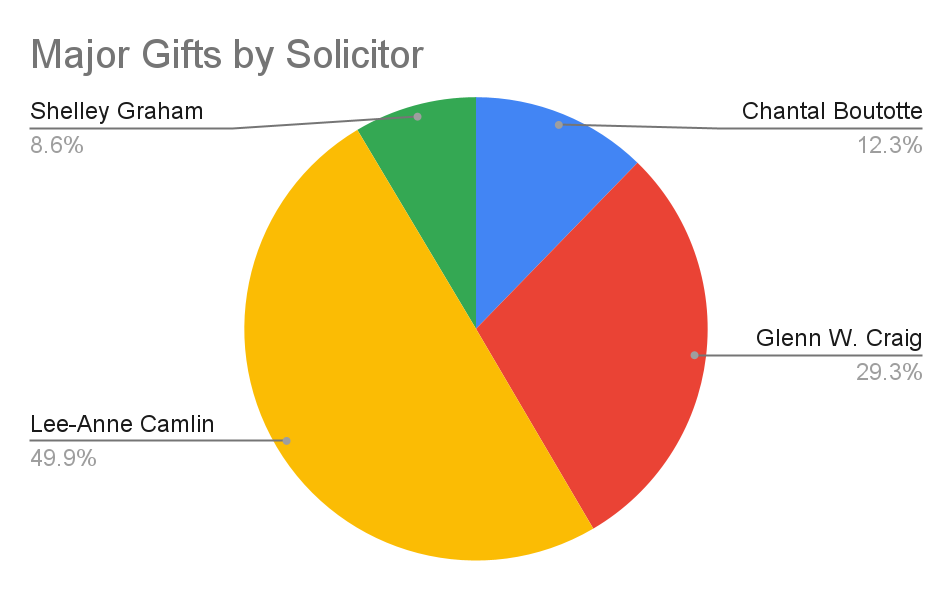 Major Gifts by Solicitor
Shelley Graham
8.6%
Chantal Boutotte
12.3%
Glenn W. Craig
29.3%
Lee-Anne Camlin
49.9%